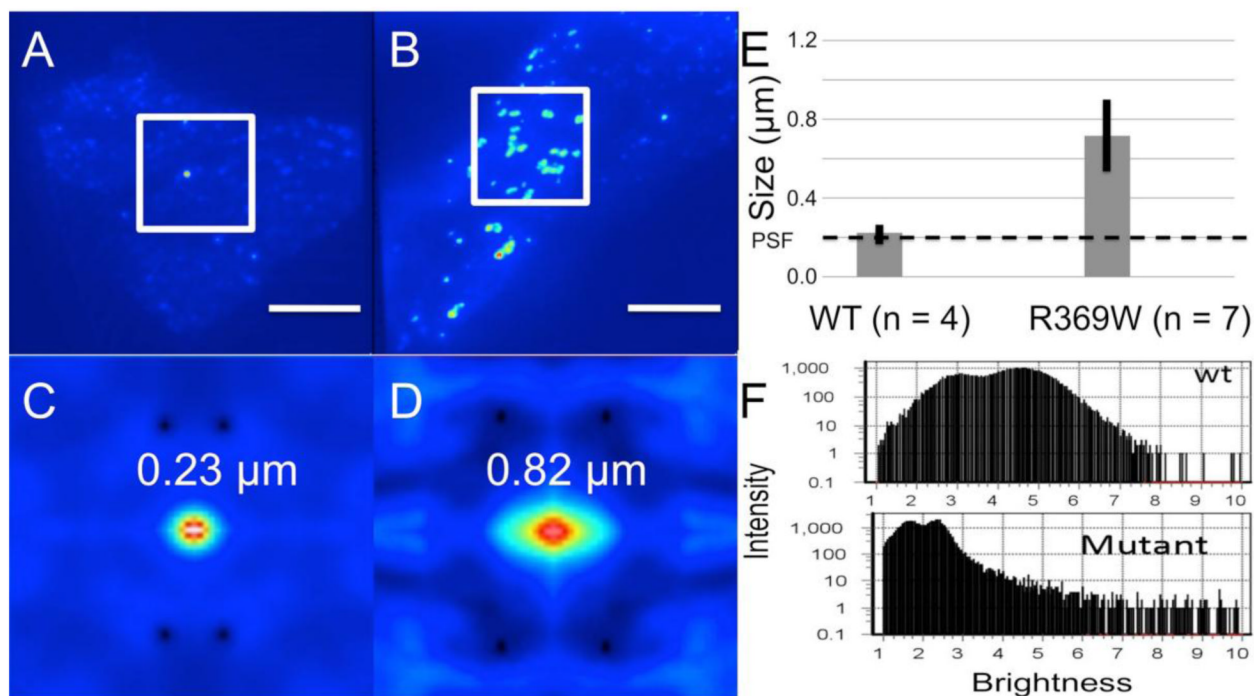 A
B
C
0.23 µm
D
0.82 µm
E
Size (µm)
1.2
0.8
0.4
PSF
0.0
WT (n = 4)
R369W (n = 7)
F
Intensity
wt
1,000
100
10
1
0.1
1 2 3 4 5 6 7 8 9 10
Mutant
1,000
100
10
1
0.1
1 2 3 4 5 6 7 8 9 10
Brightness